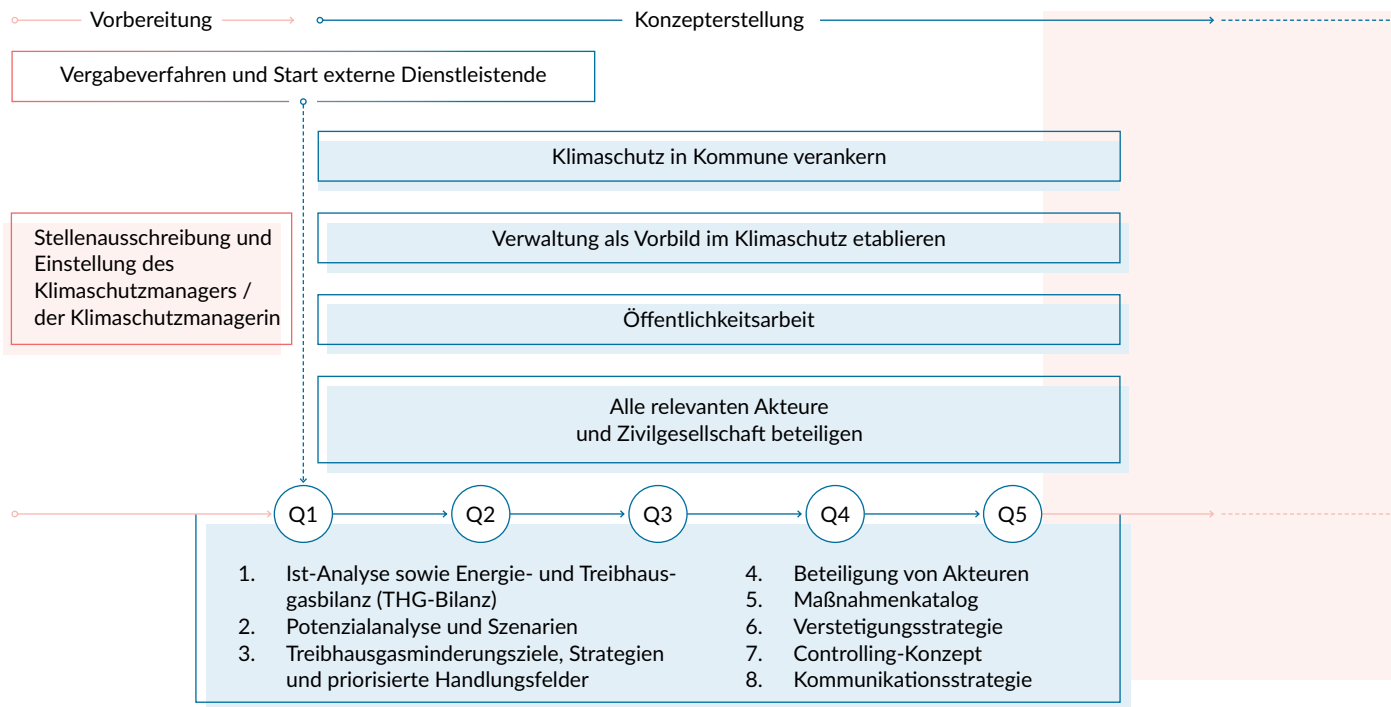 Vorbereitung
Konzepterstellung
Vergabeverfahren und Start externe Dienstleistende
Klimaschutz in Kommune verankern
Stellenausschreibung und
Einstellung des
Klimaschutzmanagers /
der Klimaschutzmanagerin
Verwaltung als Vorbild im Klimaschutz etablieren
Öffentlichkeitsarbeit
Alle relevanten Akteure
und Zivilgesellschaft beteiligen
Q1
Q2
Q3
Q4
Q5
1. Ist-Analyse sowie Energie- und Treibhaus-
gasbilanz (THG-Bilanz)
2. Potenzialanalyse und Szenarien
3. Treibhausgasminderungsziele, Strategien
und priorisierte Handlungsfelder
4. Beteiligung von Akteuren
5. Maßnahmenkatalog
6. Verstetigungsstrategie
7. Controlling-Konzept
8. Kommunikationsstrategie